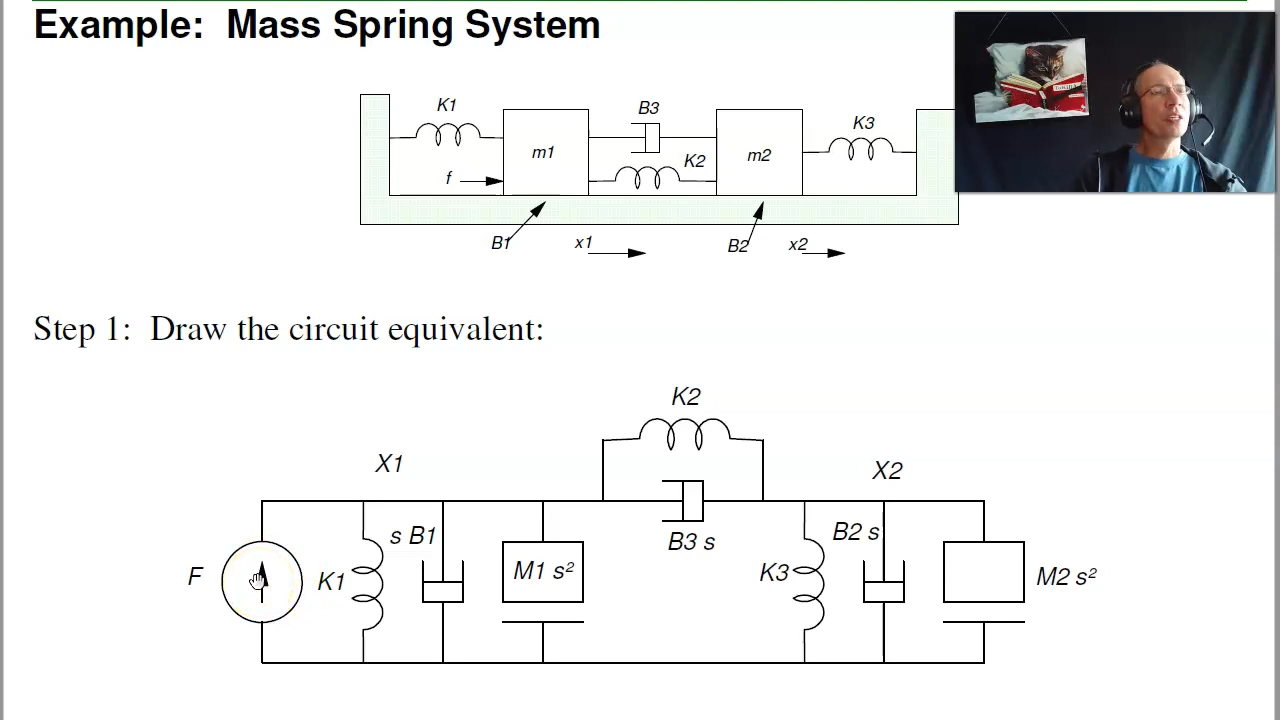 Example: Mass Spring System
K1
B3
K3
m1
K2
m2
f
B1
x1
B2
x2
Step 1: Draw the circuit equivalent:
K2
X1
X2
s B1
B3 s
B2 s
F
K1
M1 s²
K3
M2 s²